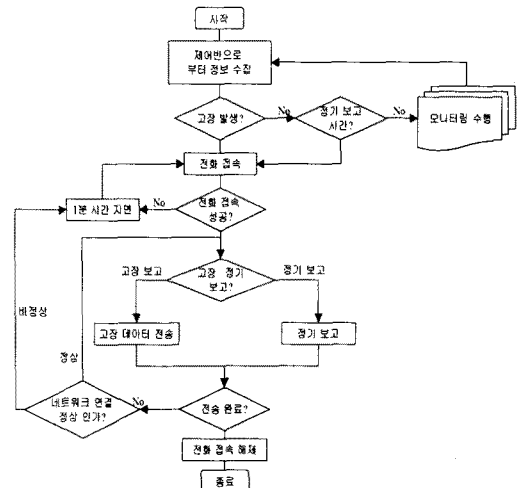 시작
제어반으로
부터 정보 수집
고장 발생?
No
정기 보고
시간?
No
모니터링 수행
전화 접속
1분 시간 지연
No
전화 접속
성공?
고장 보고
고장 정기
보고?
정기 보고
비정상
고장 데이터 전송
정기 보고
정상
네트워크 연결
정상 인가?
No
전송 완료?
전화 접속 해제
종료